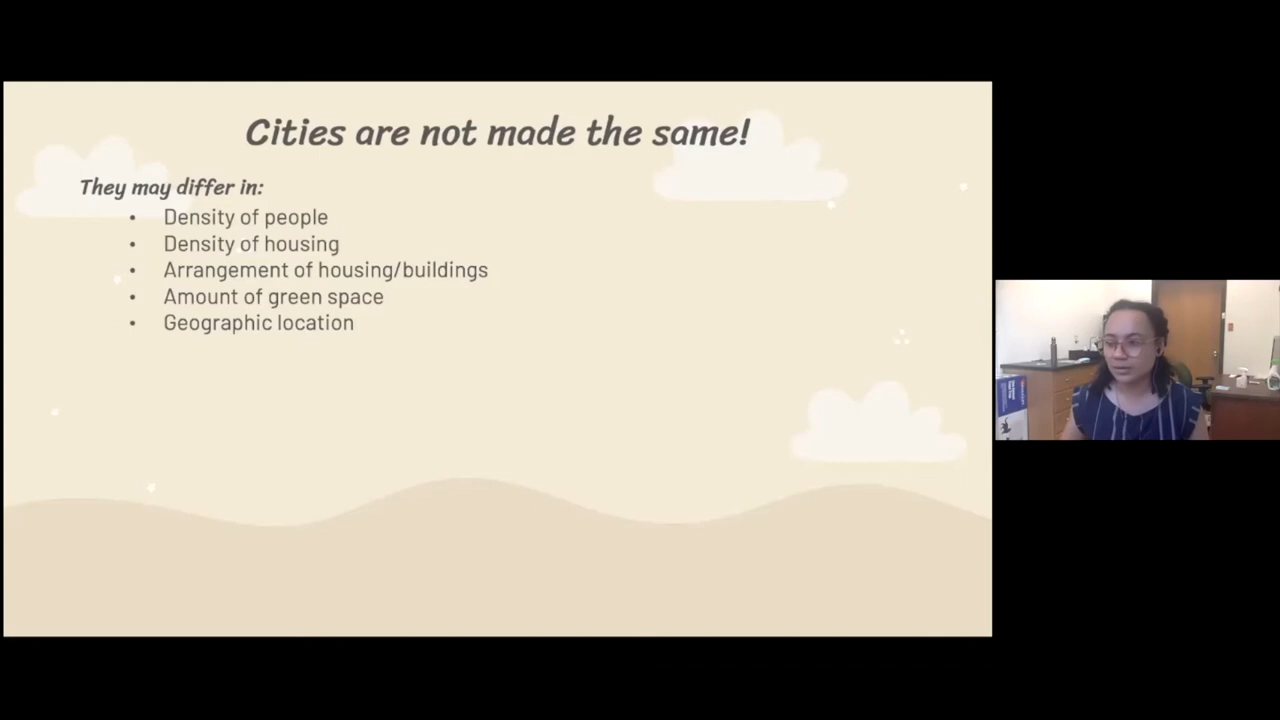 Cities are not made the same!
They may differ in:
• Density of people
• Density of housing
• Arrangement of housing/buildings
• Amount of green space
• Geographic location